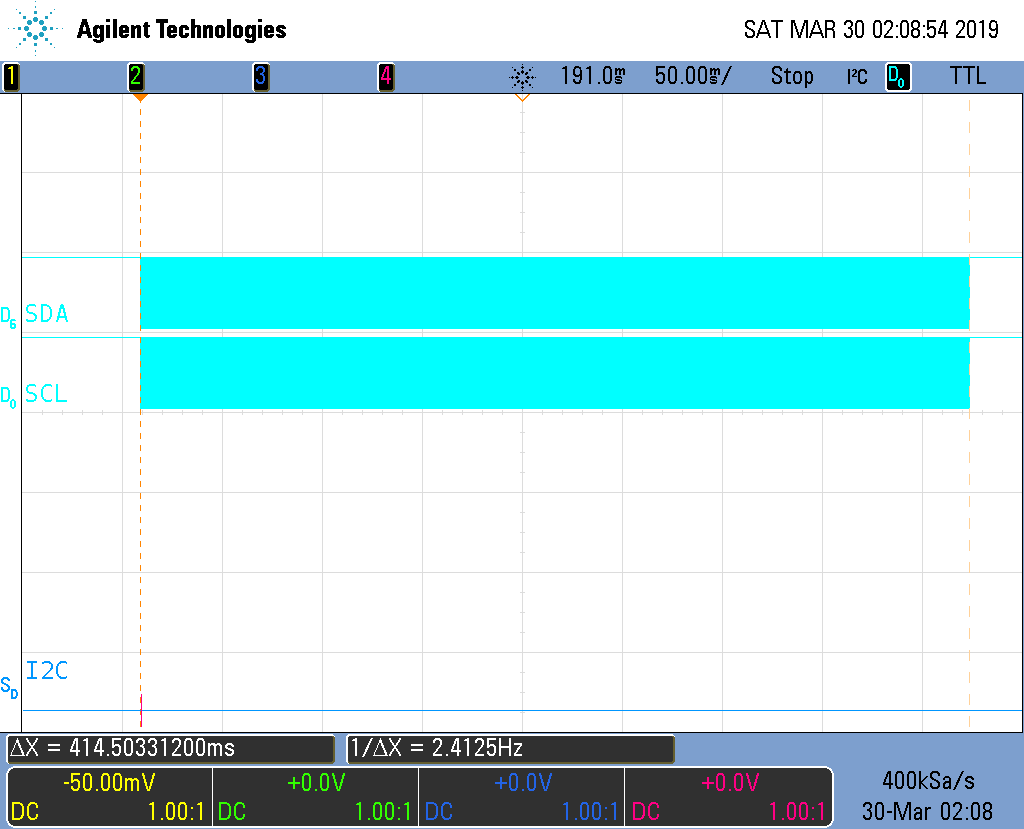 Agilent Technologies SAT MAR 30 02:08:54 2019
1 2 3 4 191.0ms 50.00ms/ Stop I²C D0 TTL
D6 SDA
D0 SCL
I2C
SD
ΔX = 414.50331200ms 1/ΔX = 2.4125Hz
-50.00mV +0.0V +0.0V +0.0V 400kSa/s
DC 1.00:1 DC 1.00:1 DC 1.00:1 DC 1.00:1 30-Mar 02:08